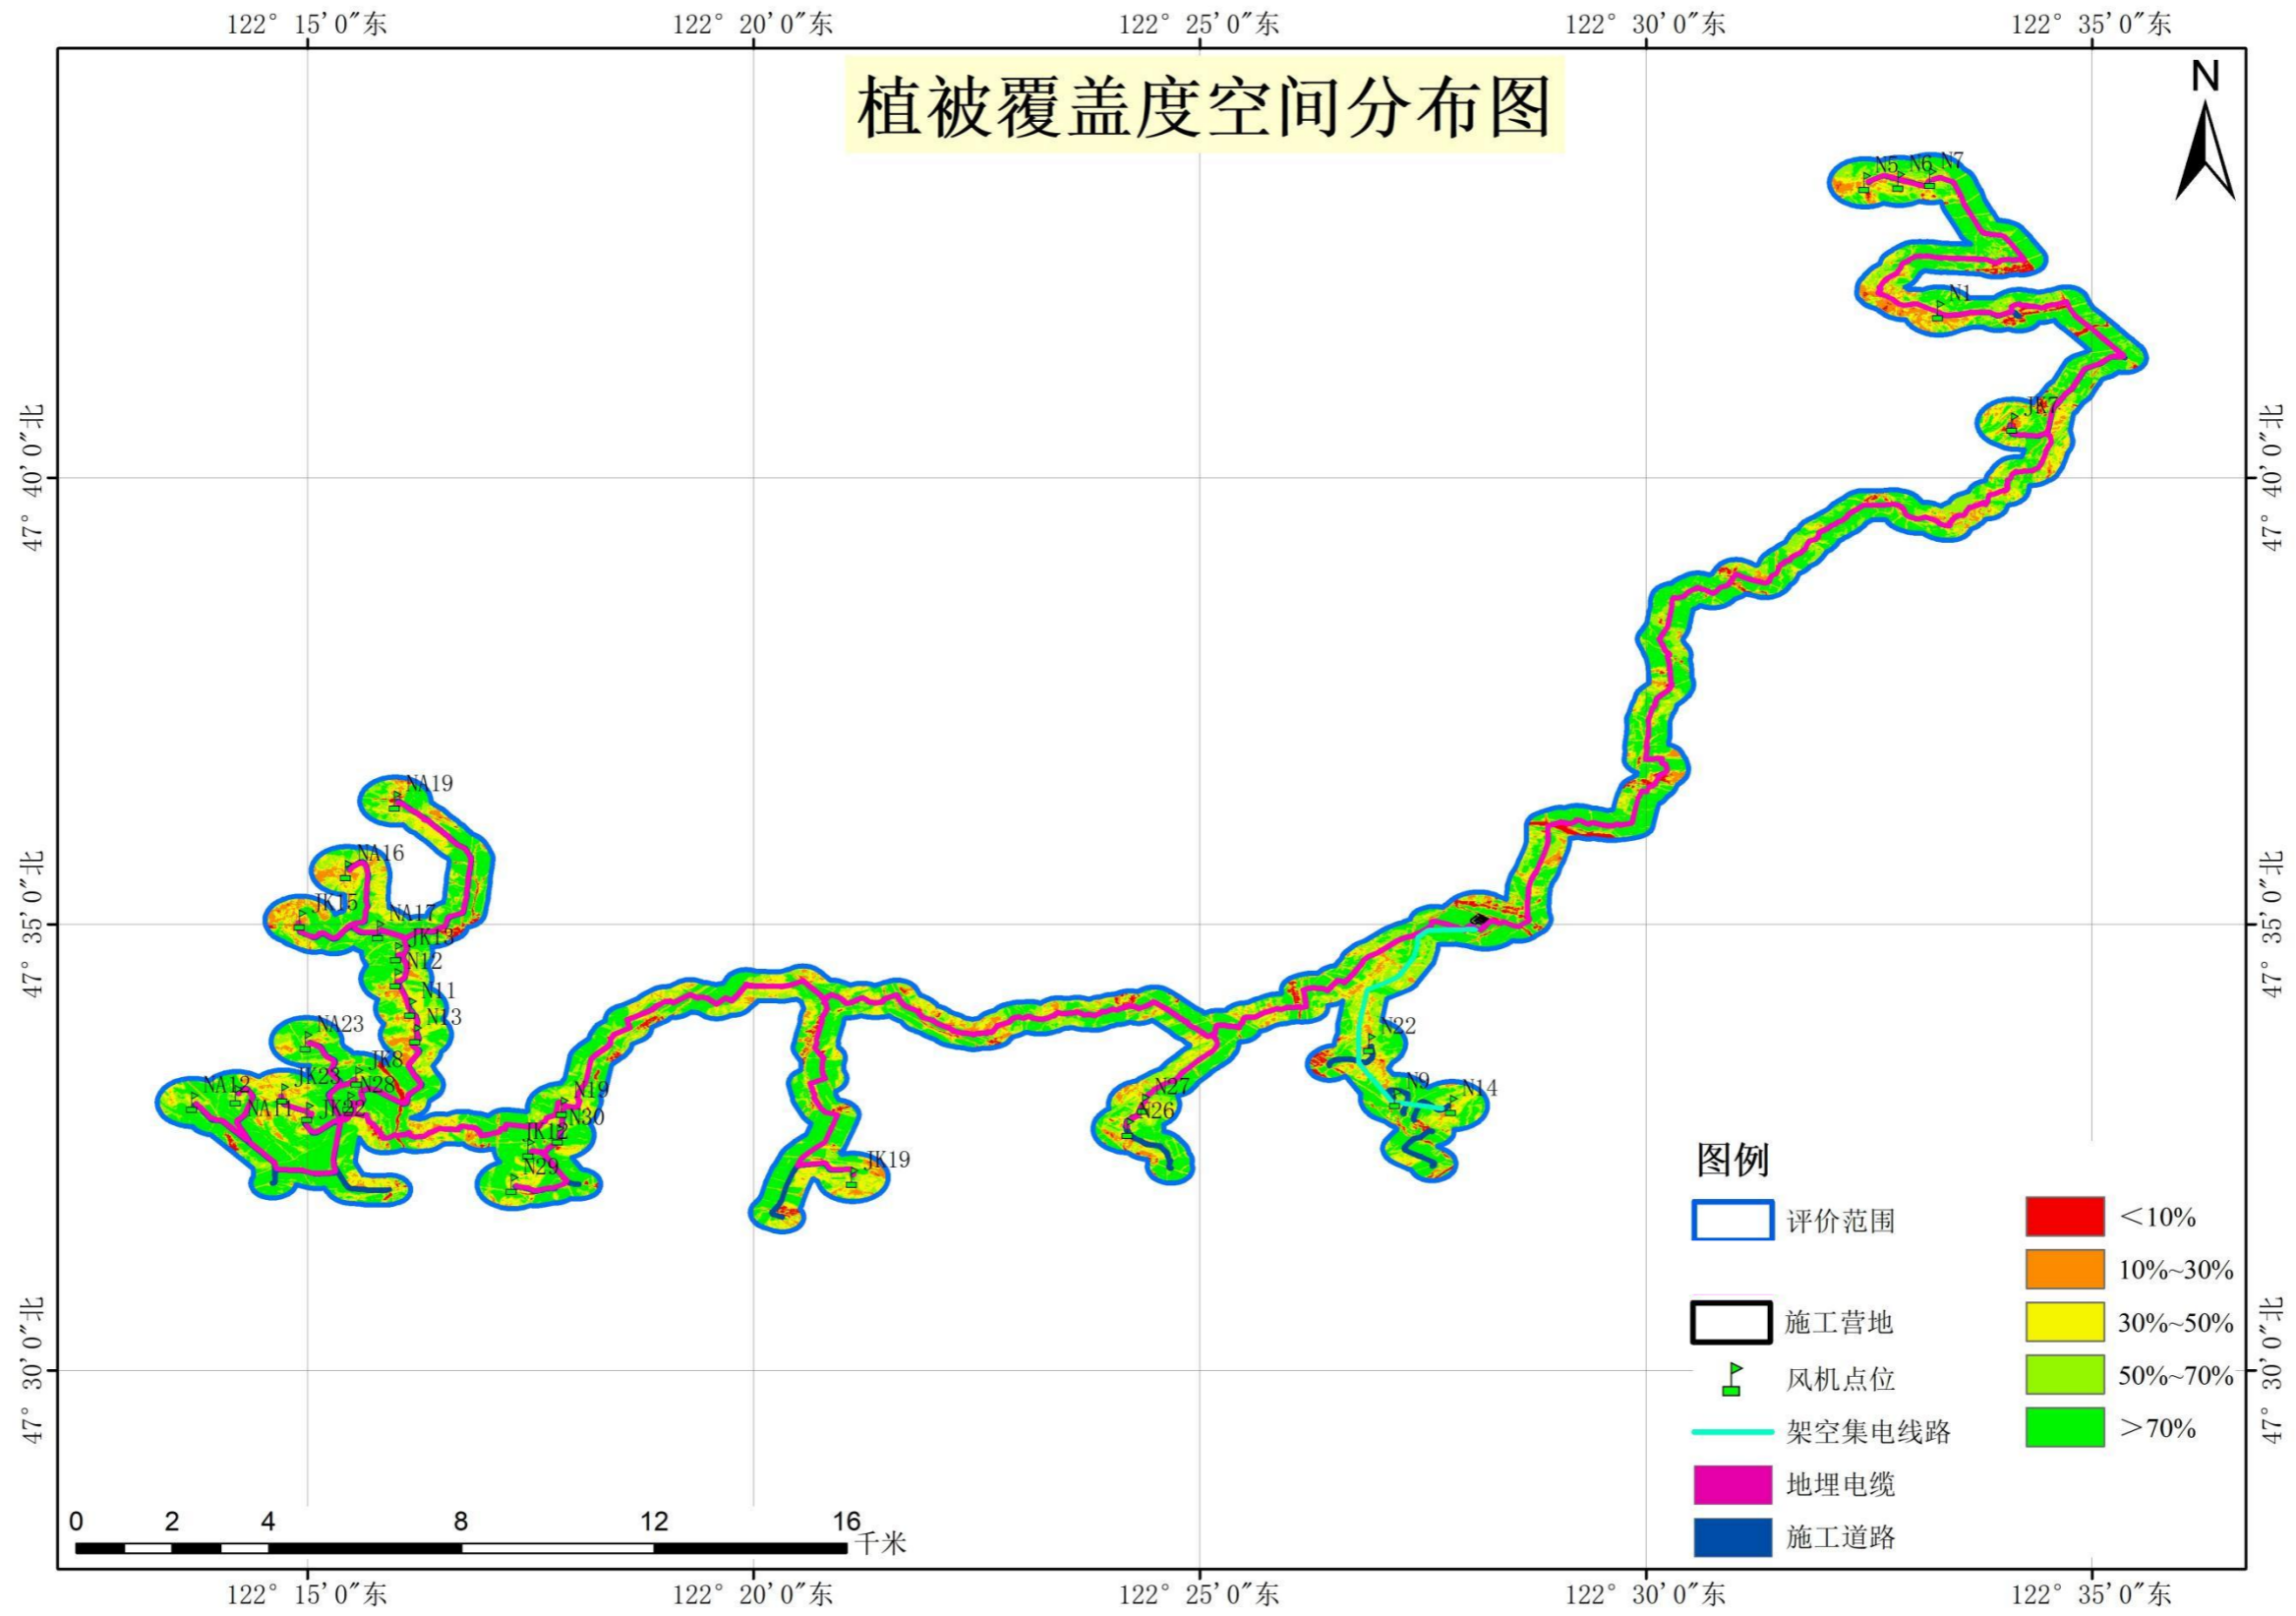 122° 15′0″东
122° 20′0″东
122° 25′0″东
122° 30′0″东
122° 35′0″东
植被覆盖度空间分布图
N
N5
N6
N7
N1
JK7
47° 40′0″北
47° 40′0″北
NA19
NA16
JK15
NA17
JK13
N12
N11
N13
47° 35′0″北
47° 35′0″北
NA23
JK8
JK23
N28
NA12
NA11
JK22
N19
N30
JK12
N29
JK19
N27
N26
N22
N9
N14
图例
评价范围
施工营地
风机点位
架空集电线路
地埋电缆
施工道路
<10%
10%~30%
30%~50%
50%~70%
>70%
47° 30′0″北
47° 30′0″北
0 2 4 8 12 16
千米
122° 15′0″东
122° 20′0″东
122° 25′0″东
122° 30′0″东
122° 35′0″东